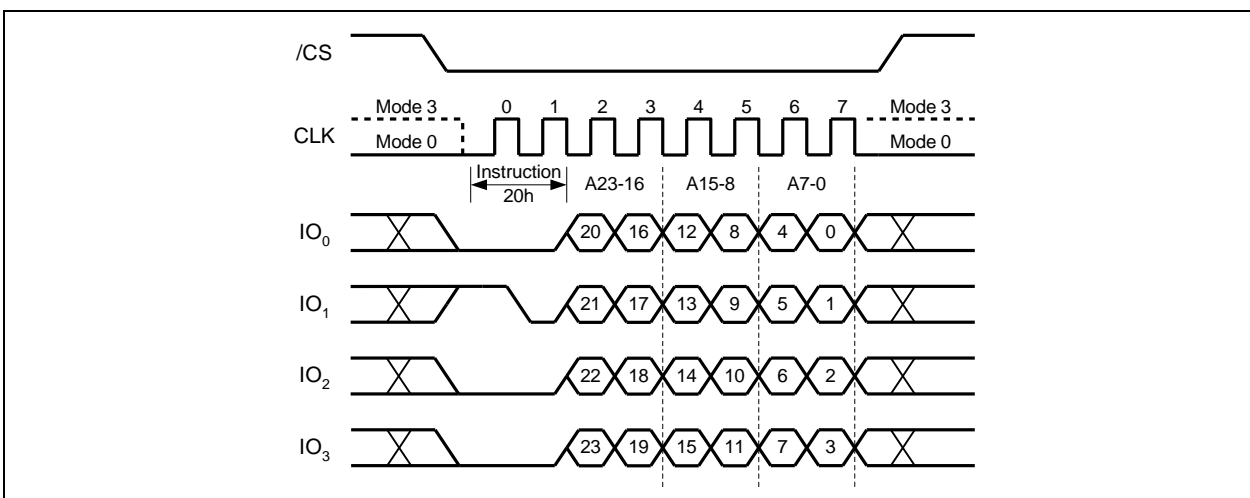 /CS
Mode 3 0 1 2 3 4 5 6 7 Mode 3
CLK
Mode 0 Mode 0
Instruction
20h
A23-16 A15-8 A7-0
IO0 20 16 12 8 4 0
IO1 21 17 13 9 5 1
IO2 22 18 14 10 6 2
IO3 23 19 15 11 7 3